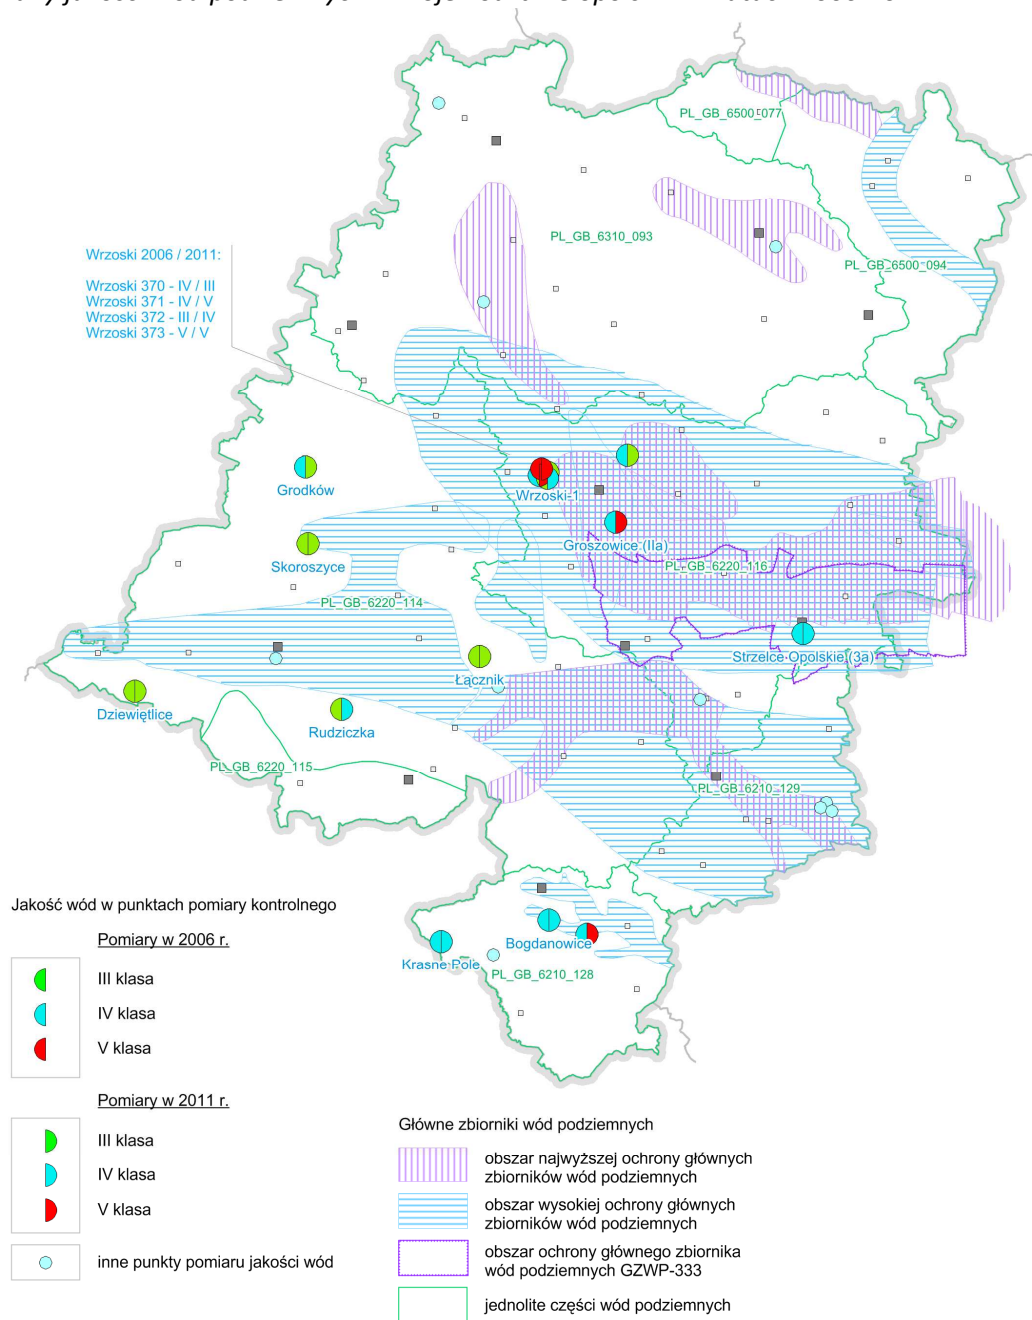 PL_GB_6500_077
PL_GB_6310_093
Wrzoski 2006 / 2011:
PL_GB_6500_094
Wrzoski 370 - IV / III
Wrzoski 371 - IV / V
Wrzoski 372 - III / IV
Wrzoski 373 - V / V
Grodków
Wrzoski-1
Groszowice (IIa)
Skoroszyce
PL_GB_6220_116
PL_GB_6220_114
Strzelce Opolskie (3a)
Łącznik
Dziewiętlice
Rudziczka
PL_GB_6220_115
PL_GB_6210_129
Bogdanowice
Krasne Pole
PL_GB_6210_128
Jakość wód w punktach pomiary kontrolnego
Pomiary w 2006 r.
III klasa
IV klasa
V klasa
Pomiary w 2011 r.
III klasa
IV klasa
V klasa
inne punkty pomiaru jakości wód
Główne zbiorniki wód podziemnych
obszar najwyższej ochrony głównych
zbiorników wód podziemnych
obszar wysokiej ochrony głównych
zbiorników wód podziemnych
obszar ochrony głównego zbiornika
wód podziemnych GZWP-333
jednolite części wód podziemnych